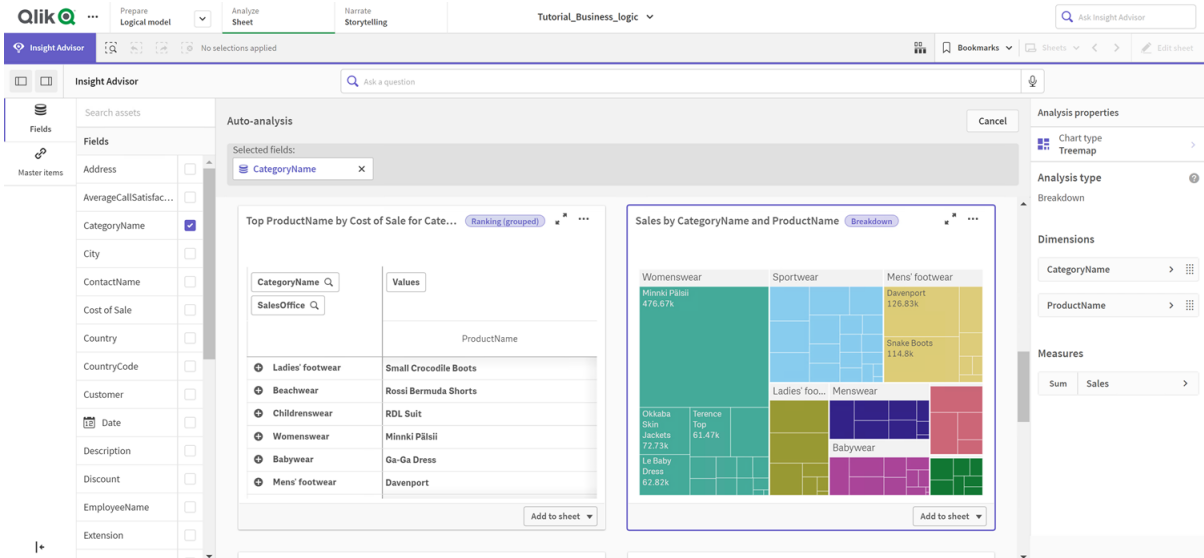 Qlik
Prepare
Logical model
Analyze
Sheet
Narrate
Storytelling
Tutorial_Business_logic
Ask Insight Advisor
Insight Advisor
No selections applied
Bookmarks
Sheets
Edit sheet
Insight Advisor
Ask a question
Fields
Master items
Search assets
Fields
Address
AverageCallSatisfac...
CategoryName
City
ContactName
Cost of Sale
Country
CountryCode
Customer
Date
Description
Discount
EmployeeName
Extension
Auto-analysis
Cancel
Selected fields:
CategoryName
Top ProductName by Cost of Sale for Cate...
Ranking (grouped)
CategoryName
SalesOffice
Values
ProductName
Ladies' footwear Small Crocodile Boots
Beachwear Rossi Bermuda Shorts
Childrenswear RDL Suit
Womenswear Minnki Pälsii
Babywear Ga-Ga Dress
Mens' footwear Davenport
Add to sheet
Sales by CategoryName and ProductName
Breakdown
Womenswear
Minnki Pälsii
476.67k
Okkaba
Skin
Jackets
72.73k
Terence
Top
61.47k
Le Baby
Dress
62.82k
Sportwear
Mens' footwear
Davenport
126.83k
Snake Boots
114.8k
Ladies' foo...
Menswear
Babywear
Add to sheet
Analysis properties
Chart type
Treemap
Analysis type
Breakdown
Dimensions
CategoryName
ProductName
Measures
Sum Sales